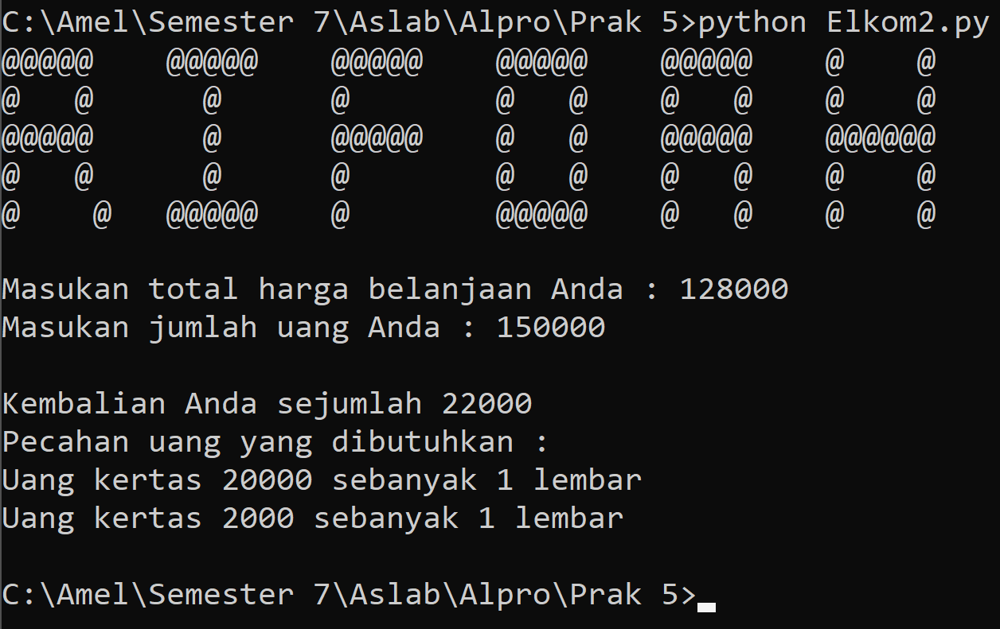 C:\Amel\Semester 7\Aslab\Alpro\Prak 5>python Elkom2.py
@@@@@    @@@@@    @@@@@    @@@@@    @@@@@    @    @
@   @      @      @        @   @    @   @    @    @
@@@@@      @      @@@@@    @   @    @@@@@    @@@@@@
@   @      @      @        @   @    @   @    @    @
@    @   @@@@@    @        @@@@@    @   @    @    @

Masukan total harga belanjaan Anda : 128000
Masukan jumlah uang Anda : 150000

Kembalian Anda sejumlah 22000
Pecahan uang yang dibutuhkan :
Uang kertas 20000 sebanyak 1 lembar
Uang kertas 2000 sebanyak 1 lembar

C:\Amel\Semester 7\Aslab\Alpro\Prak 5>